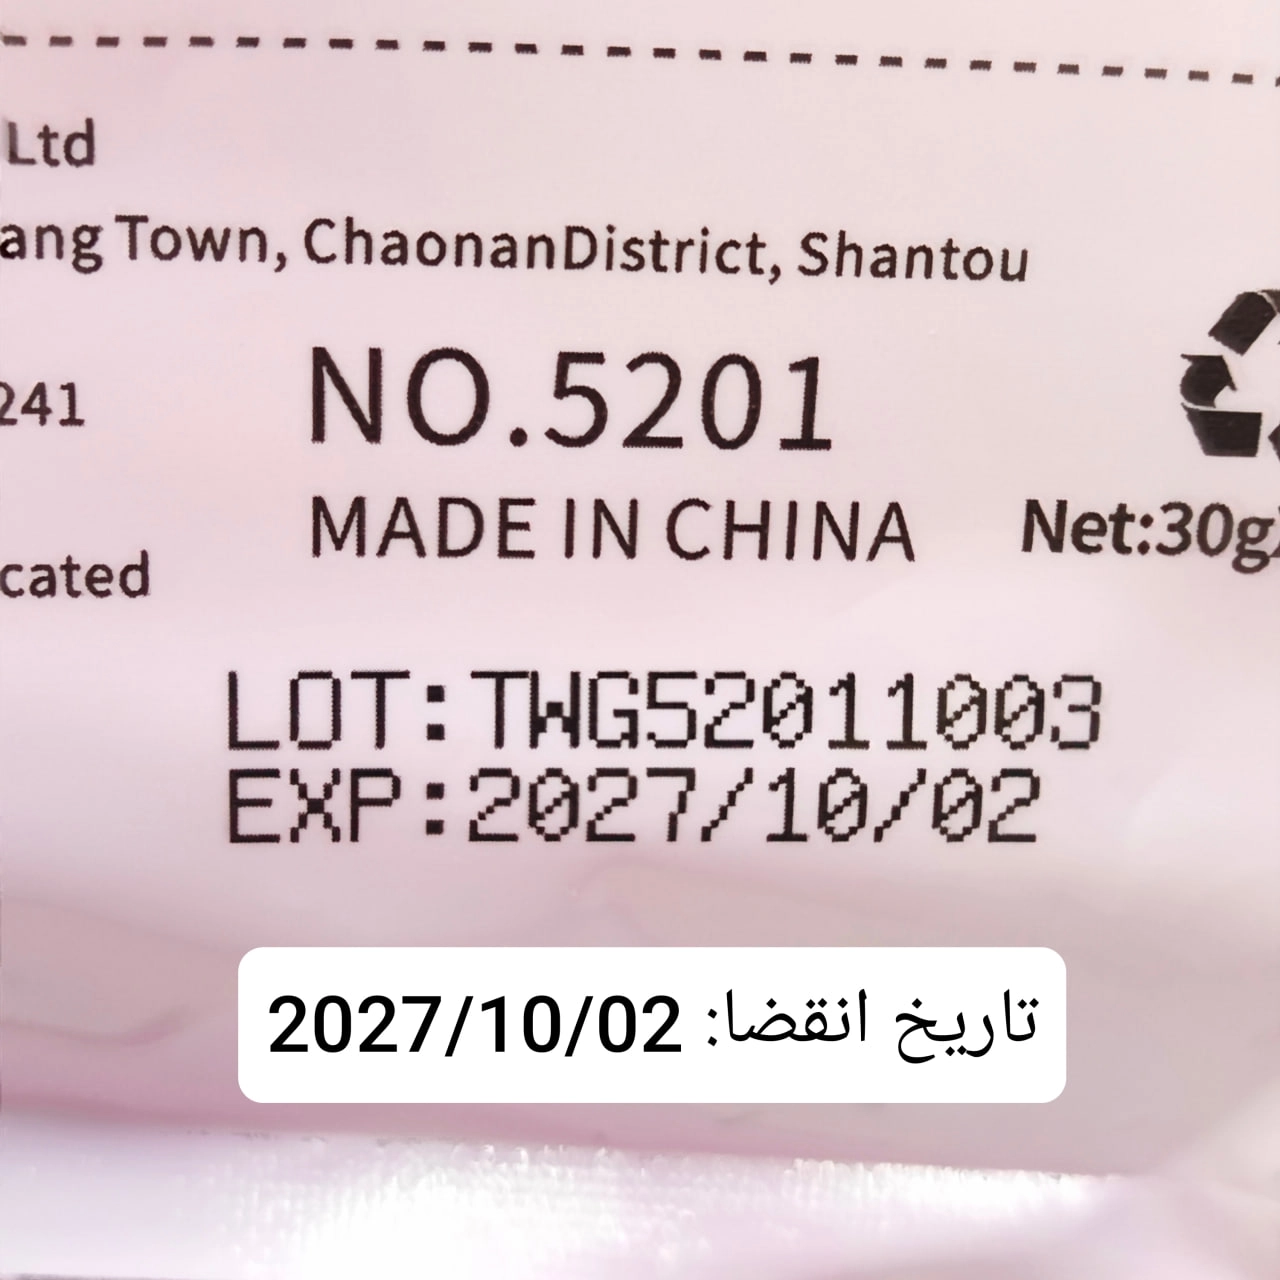 Ltd
ang Town, ChaonanDistrict, Shantou
NO.5201
241
MADE IN CHINA
Net:30g
cated
LOT:TWG52011003
EXP:2027/10/02
تاریخ انقضا: 2027/10/02